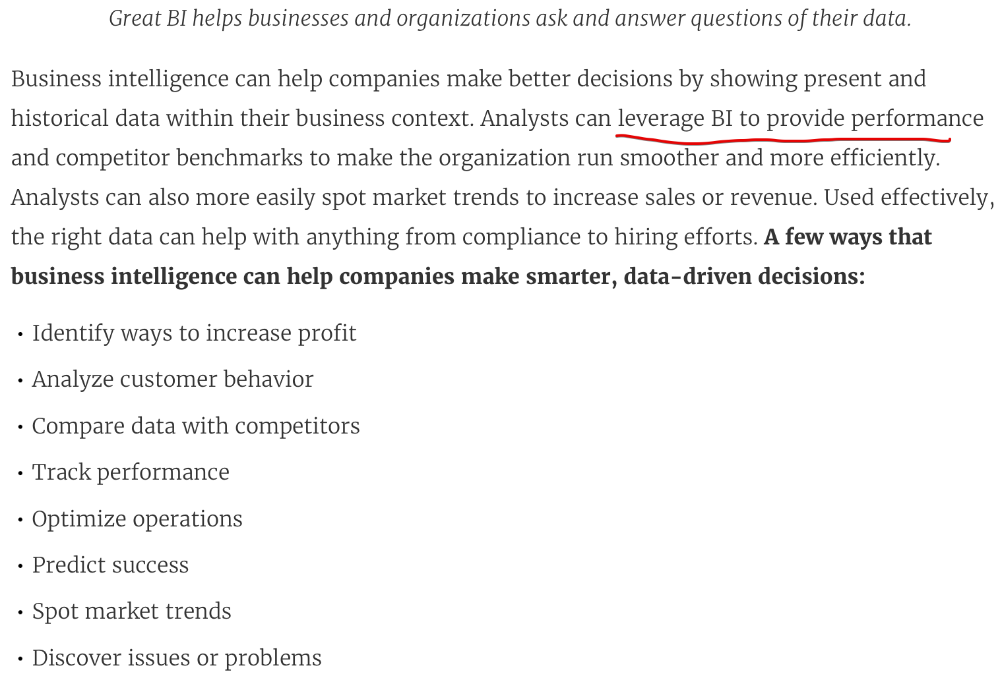 Great BI helps businesses and organizations ask and answer questions of their data.
Business intelligence can help companies make better decisions by showing present and
historical data within their business context. Analysts can leverage BI to provide performance
and competitor benchmarks to make the organization run smoother and more efficiently.
Analysts can also more easily spot market trends to increase sales or revenue. Used effectively,
the right data can help with anything from compliance to hiring efforts. A few ways that
business intelligence can help companies make smarter, data-driven decisions:
• Identify ways to increase profit
• Analyze customer behavior
• Compare data with competitors
• Track performance
• Optimize operations
• Predict success
• Spot market trends
• Discover issues or problems